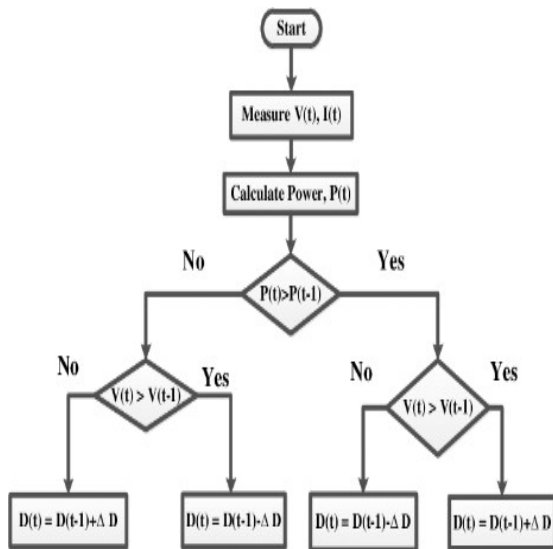 Start
Measure V(t), I(t)
Calculate Power, P(t)
No
Yes
P(t)>P(t-1)
No
Yes
No
Yes
V(t) > V(t-1)
V(t) > V(t-1)
D(t) = D(t-1)+Δ D
D(t) = D(t-1)-Δ D
D(t) = D(t-1)-Δ D
D(t) = D(t-1)+Δ D